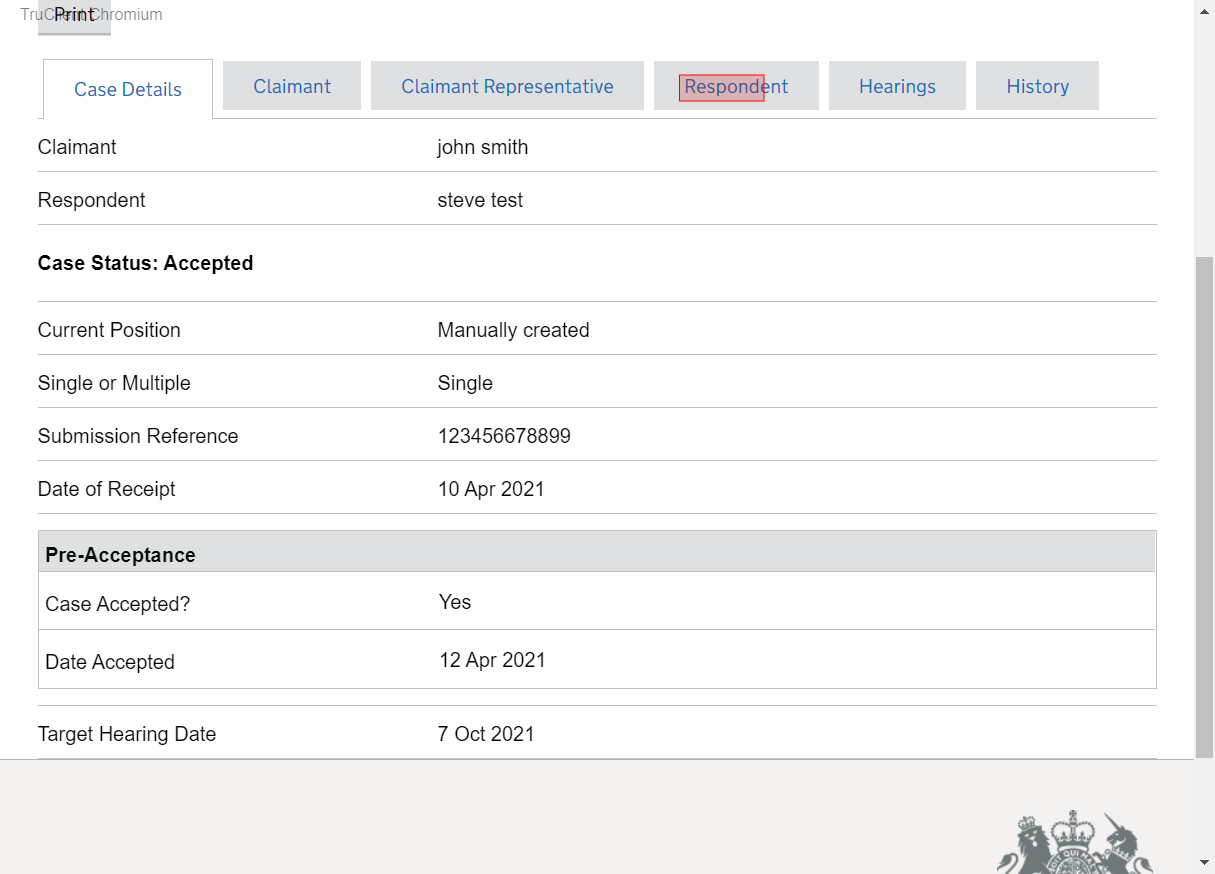 TruClient Chromium
Print
Case Details Claimant Claimant Representative Respondent Hearings History
Claimant john smith
Respondent steve test
Case Status: Accepted
Current Position Manually created
Single or Multiple Single
Submission Reference 123456678899
Date of Receipt 10 Apr 2021
Pre-Acceptance
Case Accepted? Yes
Date Accepted 12 Apr 2021
Target Hearing Date 7 Oct 2021